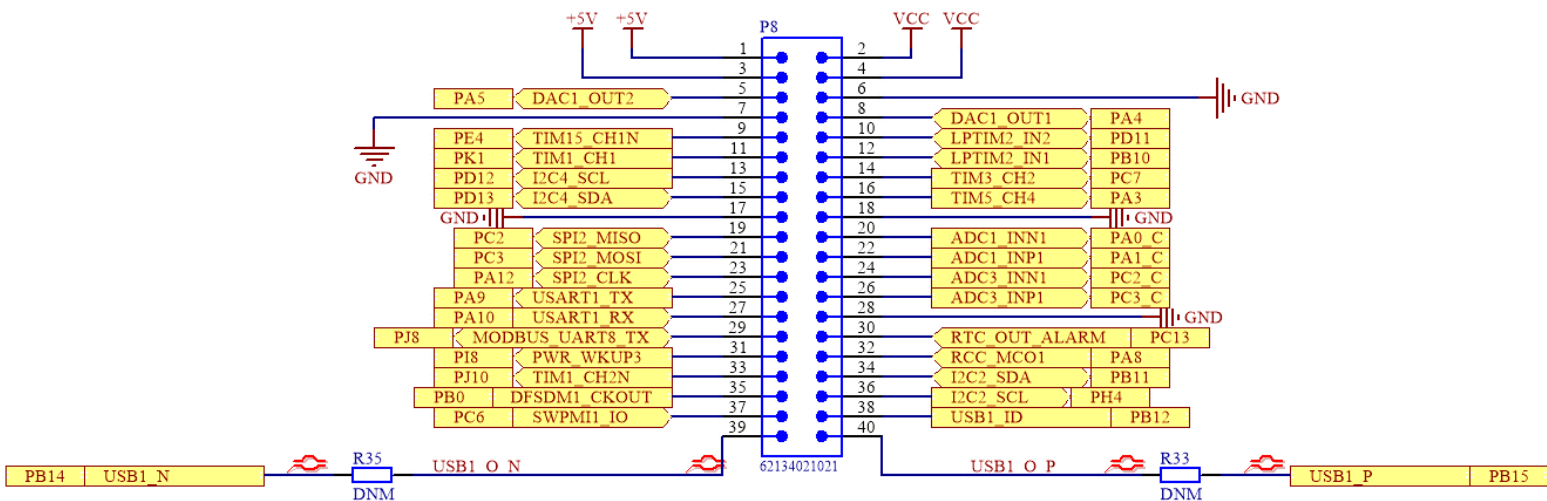 +5V +5V P8 VCC VCC
1 2
3 4
PA5 DAC1_OUT2 5 6 GND
7 8 DAC1_OUT1 PA4
PE4 TIM15_CH1N 9 10 LPTIM2_IN2 PD11
PK1 TIM1_CH1 11 12 LPTIM2_IN1 PB10
GND PD12 I2C4_SCL 13 14 TIM3_CH2 PC7
PD13 I2C4_SDA 15 16 TIM5_CH4 PA3
GND 17 18 GND
PC2 SPI2_MISO 19 20 ADC1_INN1 PA0_C
PC3 SPI2_MOSI 21 22 ADC1_INP1 PA1_C
PA12 SPI2_CLK 23 24 ADC3_INN1 PC2_C
PA9 USART1_TX 25 26 ADC3_INP1 PC3_C
PA10 USART1_RX 27 28 GND
PJ8 MODBUS_UART8_TX 29 30 RTC_OUT_ALARM PC13
PI8 PWR_WKUP3 31 32 RCC_MCO1 PA8
PJ10 TIM1_CH2N 33 34 I2C2_SDA PB11
PB0 DFSDM1_CKOUT 35 36 I2C2_SCL PH4
PC6 SWPMI1_IO 37 38 USB1_ID PB12
39 40
R35 USB1_O_N 62134021021 USB1_O_P R33
PB14 USB1_N USB1_P PB15
DNM DNM